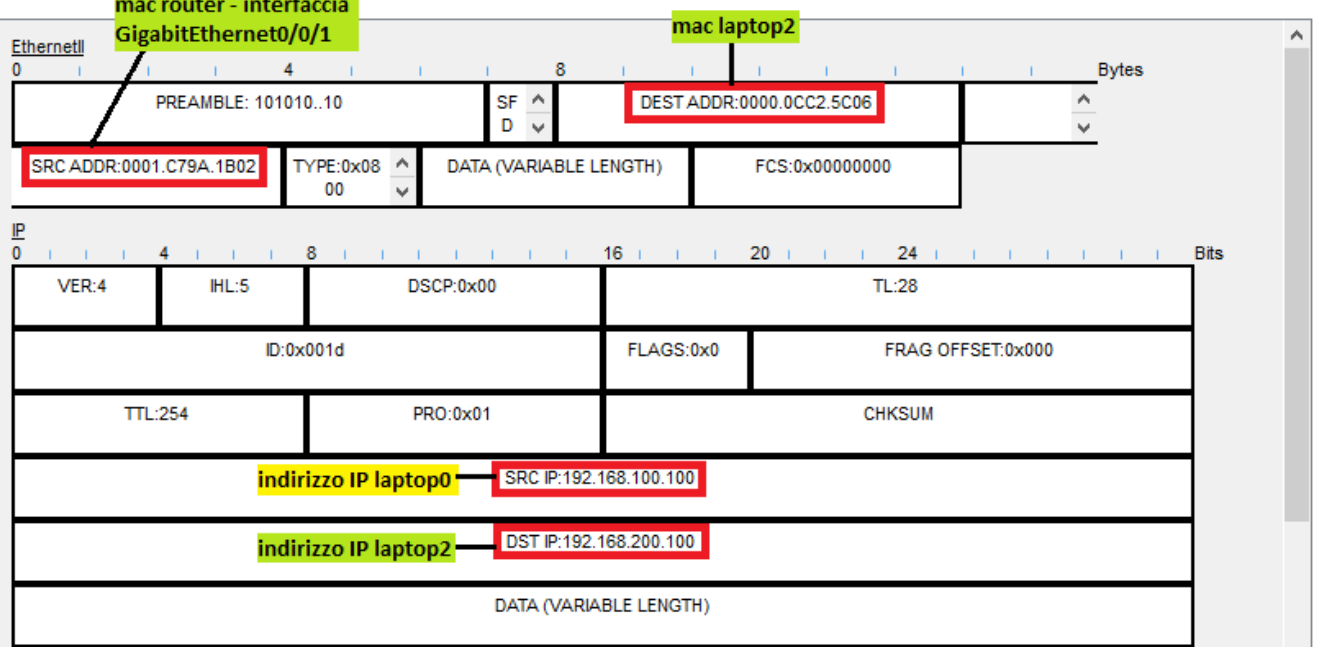 mac router - interfaccia
GigabitEthernet0/0/1
mac laptop2
EthernetII
0 4 8 Bytes
PREAMBLE: 101010..10
SF
D
DEST ADDR:0000.0CC2.5C06
SRC ADDR:0001.C79A.1B02
TYPE:0x08
00
DATA (VARIABLE LENGTH)
FCS:0x00000000
IP
0 4 8 16 20 24 Bits
VER:4
IHL:5
DSCP:0x00
TL:28
ID:0x001d
FLAGS:0x0
FRAG OFFSET:0x000
TTL:254
PRO:0x01
CHKSUM
indirizzo IP laptop0
SRC IP:192.168.100.100
indirizzo IP laptop2
DST IP:192.168.200.100
DATA (VARIABLE LENGTH)